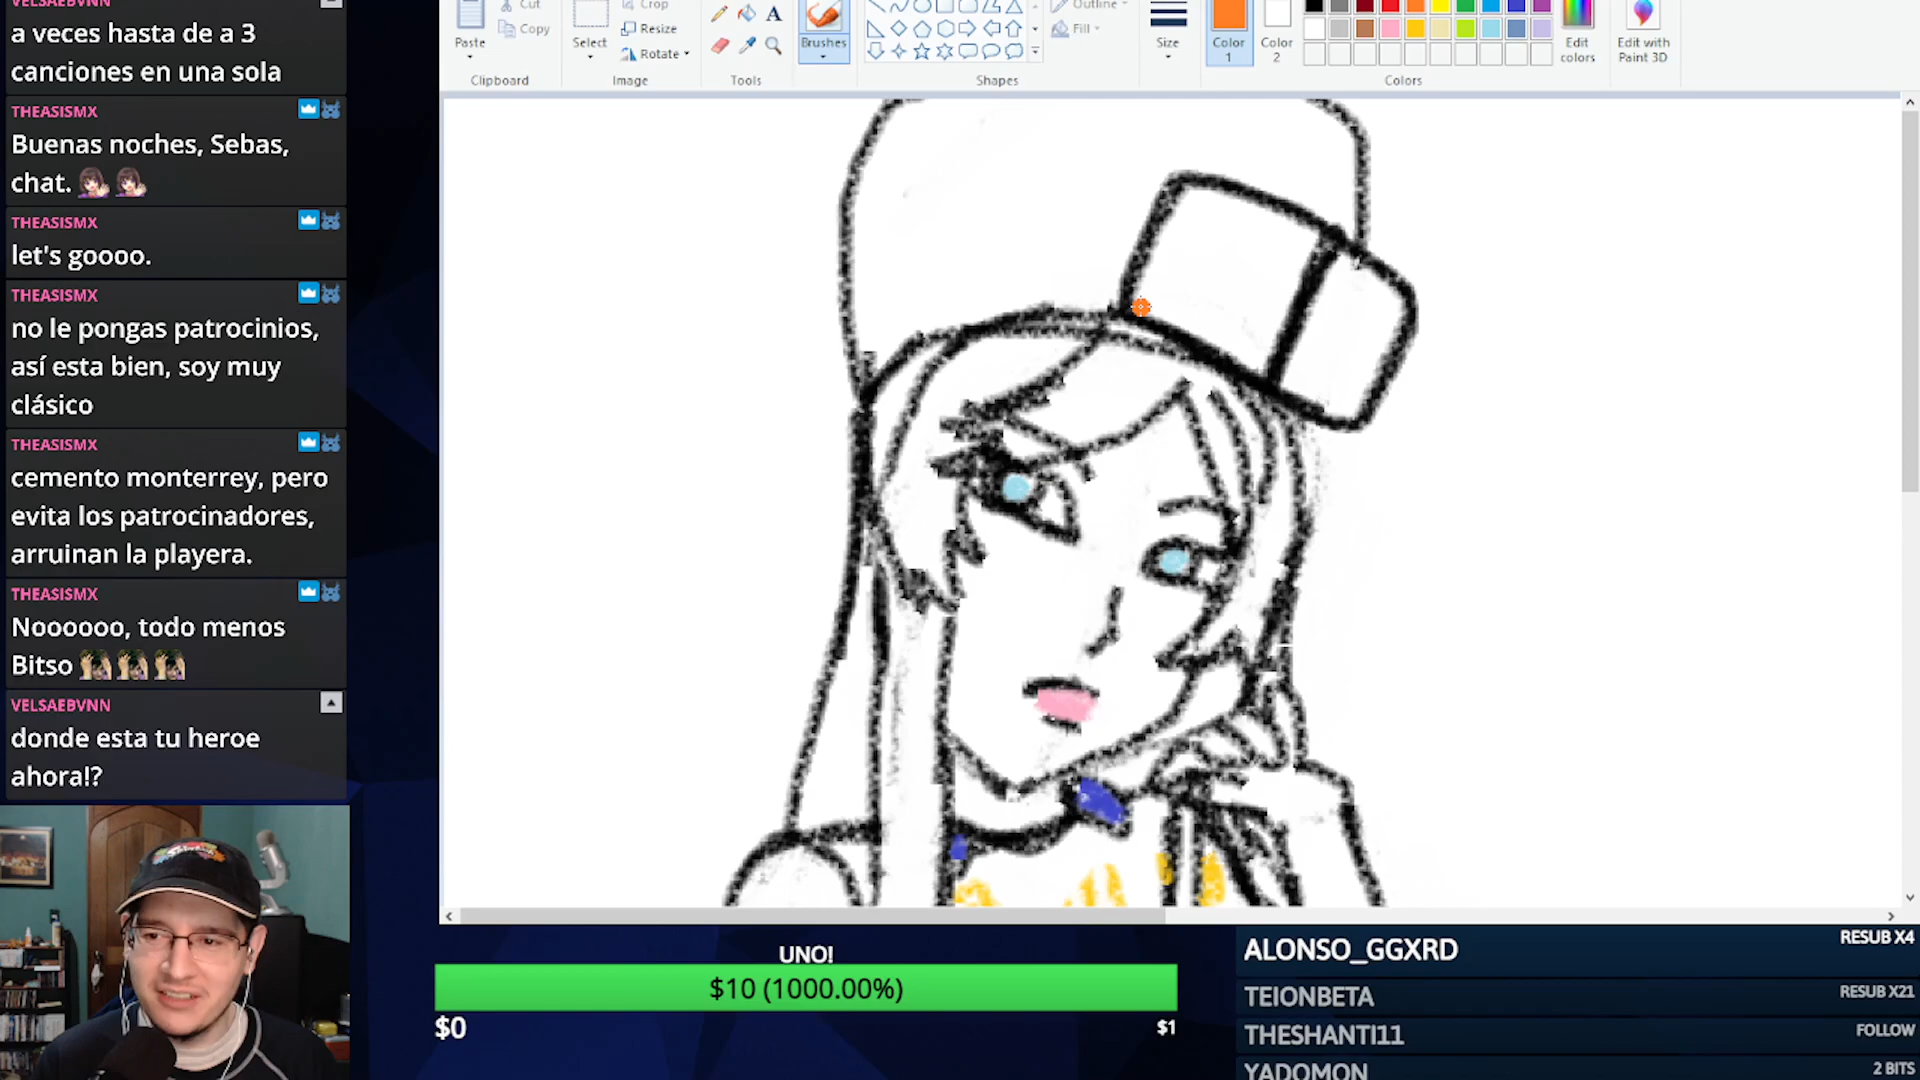 VELSAEBVNN
a veces hasta de a 3
canciones en una sola
THEASISMX
Buenas noches, Sebas,
chat.
THEASISMX
let's goooo.
THEASISMX
no le pongas patrocinios,
así esta bien, soy muy
clásico
THEASISMX
cemento monterrey, pero
evita los patrocinadores,
arruinan la playera.
THEASISMX
Noooooo, todo menos
Bitso
VELSAEBVNN
donde esta tu heroe
ahora!?
Paste
Cut
Copy
Clipboard
Select
Crop
Resize
Rotate
Image
A
Tools
Brushes
Outline
Fill
Shapes
Size
Color
1
Color
2
Edit
colors
Colors
Edit with
Paint 3D
UNO!
$10 (1000.00%)
$0
$1
ALONSO_GGXRD
RESUB X4
TEIONBETA
RESUB X21
THESHANTI11
FOLLOW
YADOMON
2 BITS